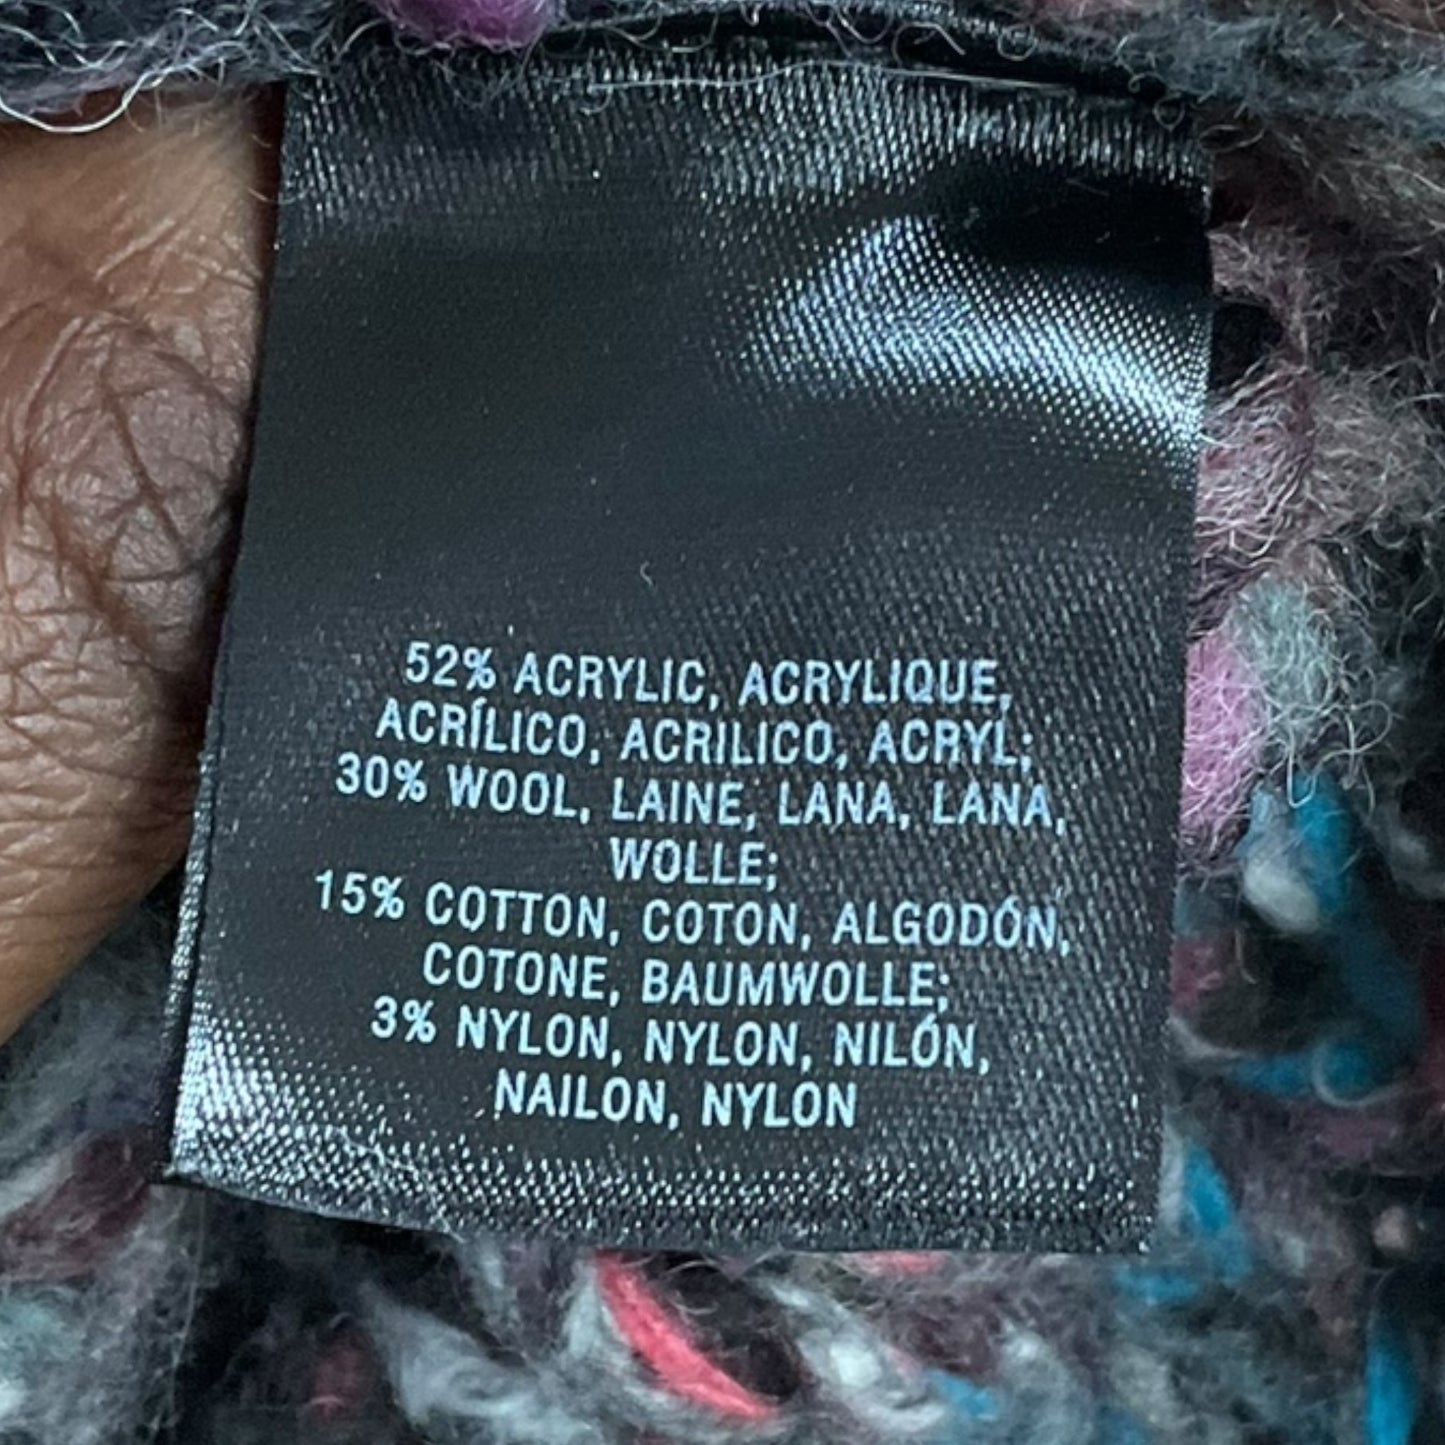 52% ACRYLIC, ACRYLIQUE,
ACRÍLICO, ACRILICO, ACRYL;
30% WOOL, LAINE, LANA, LANA,
WOLLE;
15% COTTON, COTON, ALGODÓN,
COTONE, BAUMWOLLE;
3% NYLON, NYLON, NILÓN,
NAILON, NYLON